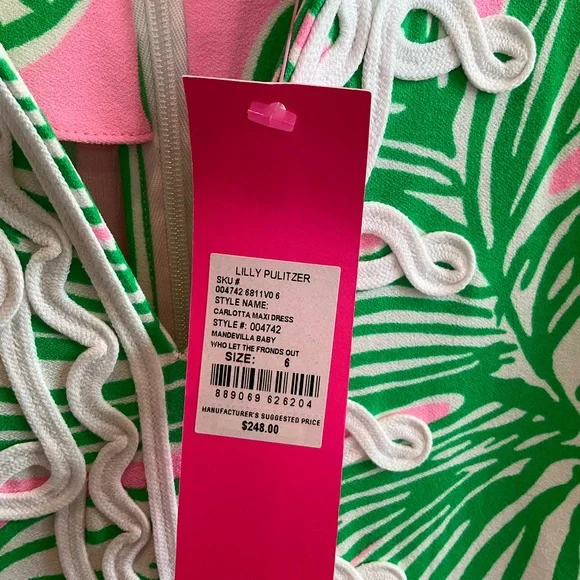 LILLY PULITZER
SKU #
004742 6811V0 6
STYLE NAME:
CARLOTTA MAXI DRESS
STYLE #: 004742
MANDEVILLA BABY
WHO LET THE FRONDS OUT
SIZE: 6
889069 626204
MANUFACTURER'S SUGGESTED PRICE
$248.00